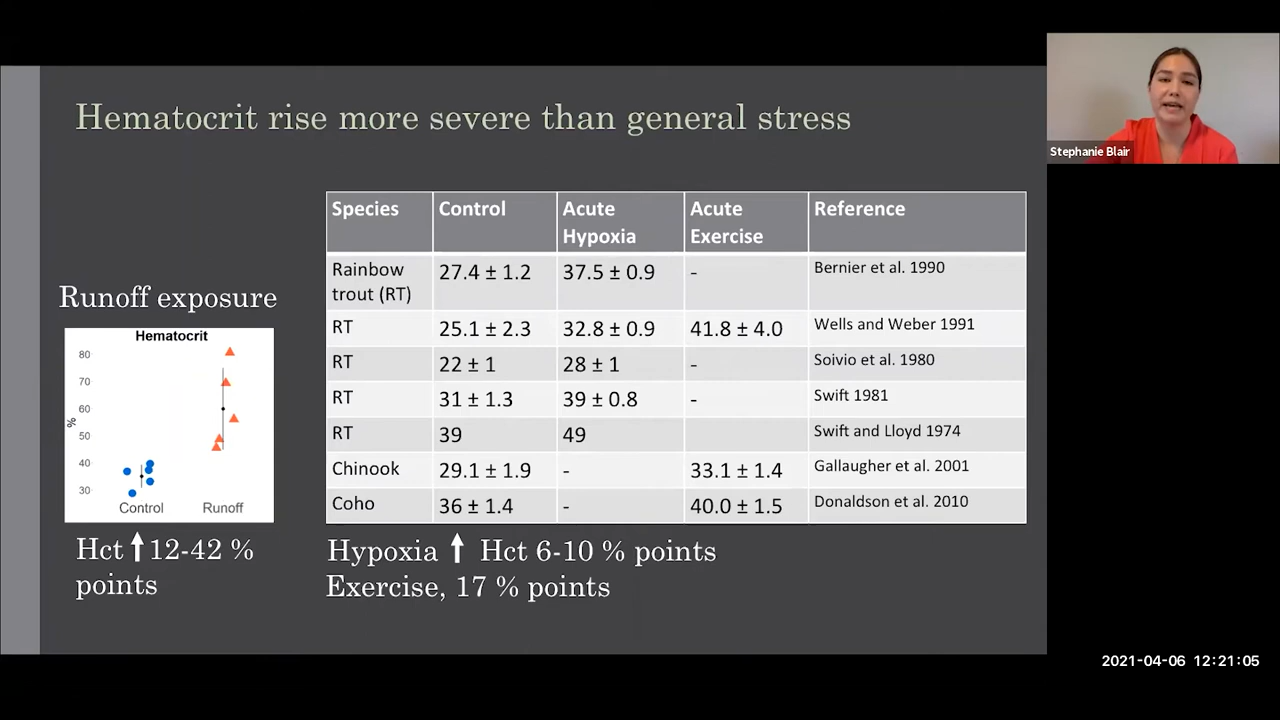 Hematocrit rise more severe than general stress
Stephanie Blair
Species Control Acute Hypoxia Acute Exercise Reference
Rainbow trout (RT) 27.4 ± 1.2 37.5 ± 0.9 - Bernier et al. 1990
RT 25.1 ± 2.3 32.8 ± 0.9 41.8 ± 4.0 Wells and Weber 1991
RT 22 ± 1 28 ± 1 - Soivio et al. 1980
RT 31 ± 1.3 39 ± 0.8 - Swift 1981
RT 39 49 Swift and Lloyd 1974
Chinook 29.1 ± 1.9 - 33.1 ± 1.4 Gallaugher et al. 2001
Coho 36 ± 1.4 - 40.0 ± 1.5 Donaldson et al. 2010
Runoff exposure
Hematocrit
80
70
60
50
40
30
%
Control Runoff
Hct ⬆ 12-42 %
points
Hypoxia ⬆ Hct 6-10 % points
Exercise, 17 % points
2021-04-06 12:21:05